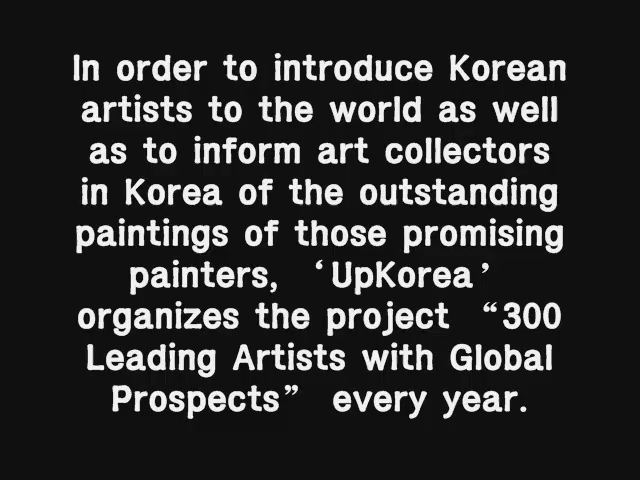 In order to introduce Korean
artists to the world as well
as to inform art collectors
in Korea of the outstanding
paintings of those promising
painters, ‘UpKorea’
organizes the project “300
Leading Artists with Global
Prospects” every year.